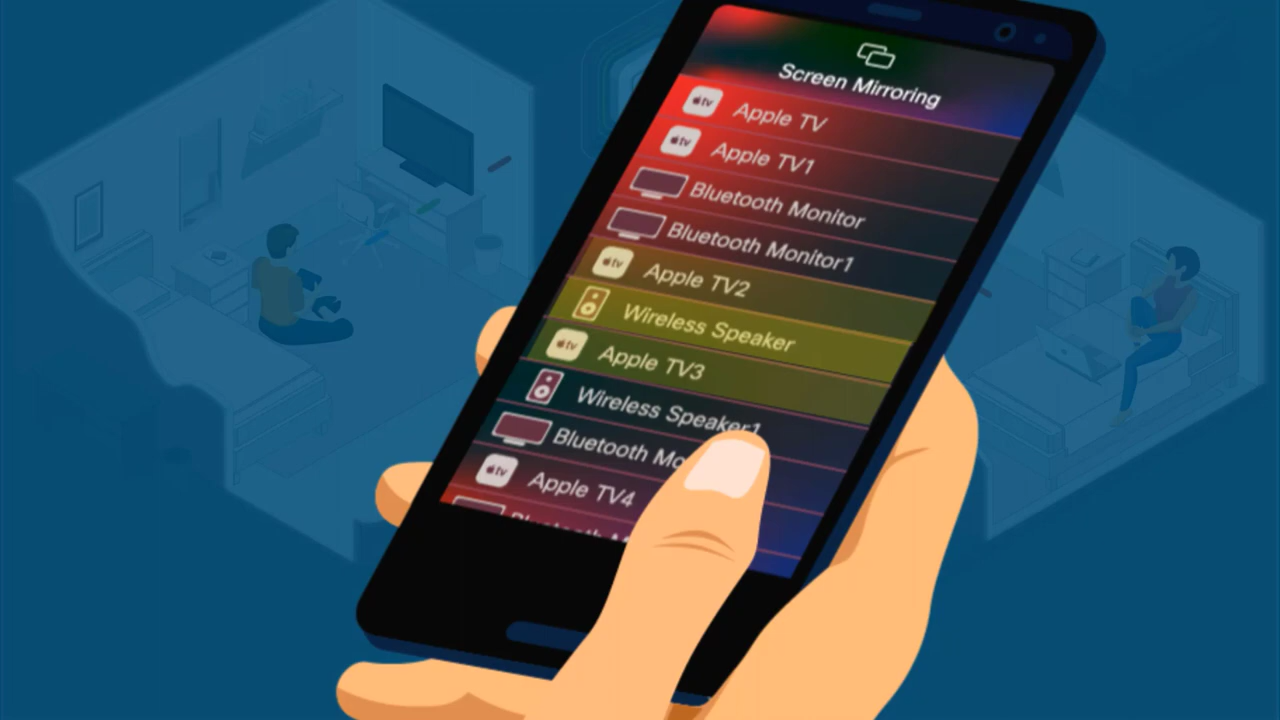 Screen Mirroring
tv Apple TV
tv Apple TV1
Bluetooth Monitor
Bluetooth Monitor1
tv Apple TV2
Wireless Speaker
tv Apple TV3
Wireless Speaker1
Bluetooth
tv Apple TV4